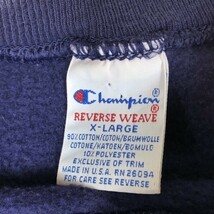 Champion
REVERSE WEAVE
X-LARGE
90% COTTON/COTON/BAUMWOLLE
COTONE/KATOEN/BOMULD
10% POLYESTER
EXCLUSIVE OF TRIM
MADE IN U.S.A. RN 26094
FOR CARE SEE REVERSE